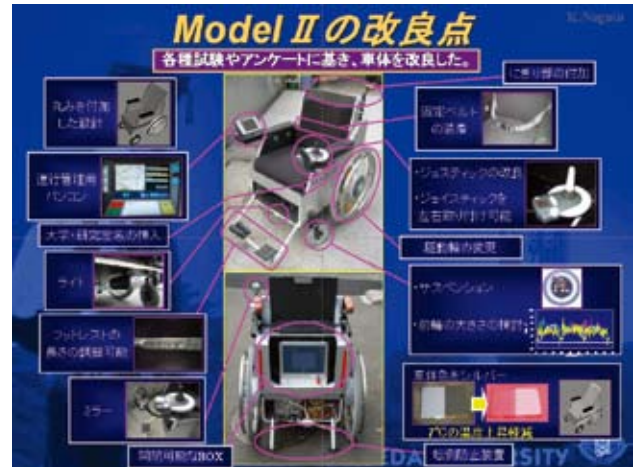 K.Nagata
Model Ⅱの改良点
各種試験やアンケートに基き、車体を改良した。
にぎり部の付加
丸みを付加
した設計
固定ベルト
の装備
運行管理用
パソコン
・ジョスティックの改良
・ジョイスティックを
左右取り付け可能
大学・研究室名の挿入
駆動輪の変更
ライト
・サスペンション
・前輪の大きさの検討
フットレストの
長さの調節可能
車体色をシルバー
ミラー
7℃の温度上昇軽減
開閉可能なBOX
転倒防止装置